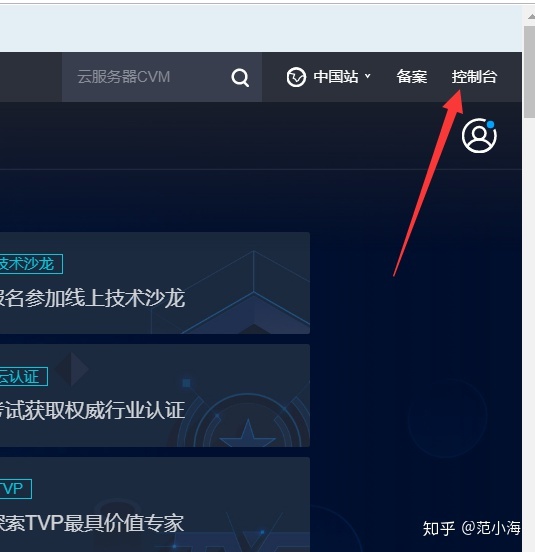 云服务器CVM
中国站
备案
控制台
技术沙龙
报名参加线上技术沙龙
云认证
考试获取权威行业认证
TVP
探索TVP最具价值专家
知乎 @范小海